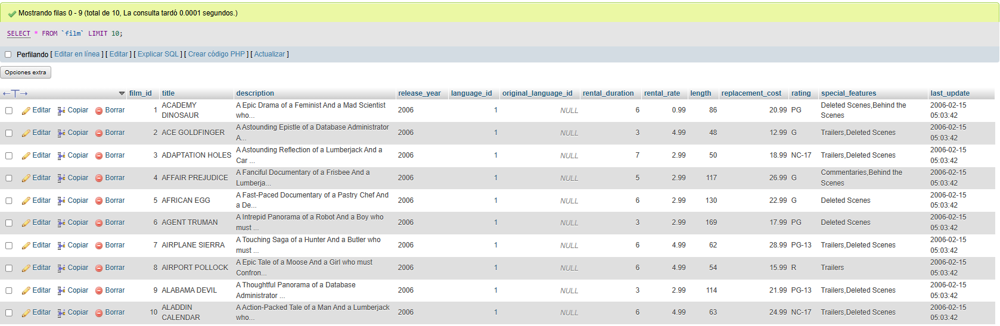 Mostrando filas 0 - 9 (total de 10, La consulta tardó 0.0001 segundos.)
SELECT * FROM `film` LIMIT 10;
Perfilando [ Editar en línea ] [ Editar ] [ Explicar SQL ] [ Crear código PHP ] [ Actualizar ]
Opciones extra
←T→ film_id title description release_year language_id original_language_id rental_duration rental_rate length replacement_cost rating special_features last_update
Editar Copiar Borrar 1 ACADEMY DINOSAUR A Epic Drama of a Feminist And a Mad Scientist who... 2006 1 NULL 6 0.99 86 20.99 PG Deleted Scenes,Behind the Scenes 2006-02-15 05:03:42
Editar Copiar Borrar 2 ACE GOLDFINGER A Astounding Epistle of a Database Administrator A... 2006 1 NULL 3 4.99 48 12.99 G Trailers,Deleted Scenes 2006-02-15 05:03:42
Editar Copiar Borrar 3 ADAPTATION HOLES A Astounding Reflection of a Lumberjack And a Car ... 2006 1 NULL 7 2.99 50 18.99 NC-17 Trailers,Deleted Scenes 2006-02-15 05:03:42
Editar Copiar Borrar 4 AFFAIR PREJUDICE A Fanciful Documentary of a Frisbee And a Lumberja... 2006 1 NULL 5 2.99 117 26.99 G Commentaries,Behind the Scenes 2006-02-15 05:03:42
Editar Copiar Borrar 5 AFRICAN EGG A Fast-Paced Documentary of a Pastry Chef And a De... 2006 1 NULL 6 2.99 130 22.99 G Deleted Scenes 2006-02-15 05:03:42
Editar Copiar Borrar 6 AGENT TRUMAN A Intrepid Panorama of a Robot And a Boy who must ... 2006 1 NULL 3 2.99 169 17.99 PG Deleted Scenes 2006-02-15 05:03:42
Editar Copiar Borrar 7 AIRPLANE SIERRA A Touching Saga of a Hunter And a Butler who must ... 2006 1 NULL 6 4.99 62 28.99 PG-13 Trailers,Deleted Scenes 2006-02-15 05:03:42
Editar Copiar Borrar 8 AIRPORT POLLOCK A Epic Tale of a Moose And a Girl who must Confron... 2006 1 NULL 6 4.99 54 15.99 R Trailers 2006-02-15 05:03:42
Editar Copiar Borrar 9 ALABAMA DEVIL A Thoughtful Panorama of a Database Administrator ... 2006 1 NULL 3 2.99 114 21.99 PG-13 Trailers,Deleted Scenes 2006-02-15 05:03:42
Editar Copiar Borrar 10 ALADDIN CALENDAR A Action-Packed Tale of a Man And a Lumberjack who... 2006 1 NULL 6 4.99 63 24.99 NC-17 Trailers,Deleted Scenes 2006-02-15 05:03:42